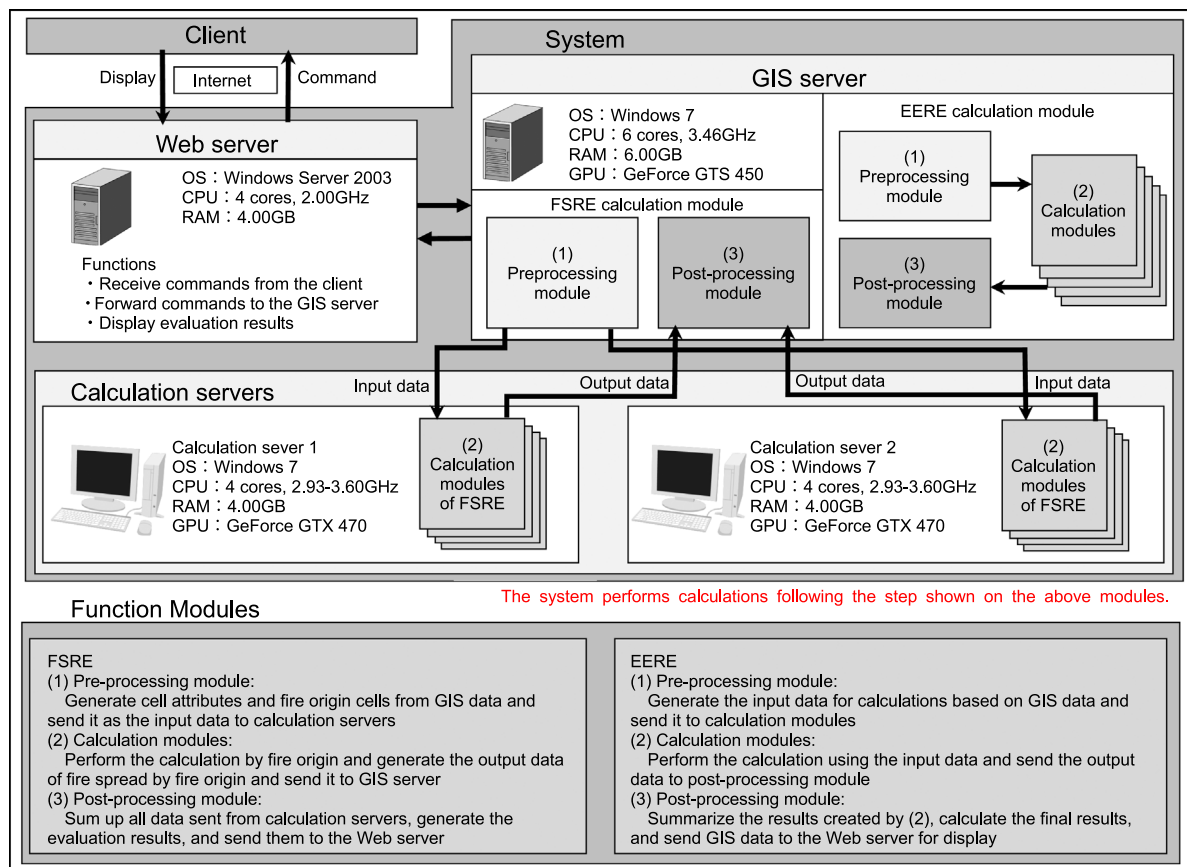 Client
System
Display
Internet
Command
GIS server
Web server
OS：Windows Server 2003
CPU：4 cores, 2.00GHz
RAM：4.00GB
Functions
・Receive commands from the client
・Forward commands to the GIS server
・Display evaluation results
OS：Windows 7
CPU：6 cores, 3.46GHz
RAM：6.00GB
GPU：GeForce GTS 450
FSRE calculation module
(1)
Preprocessing
module
(3)
Post-processing
module
EERE calculation module
(1)
Preprocessing
module
(2)
Calculation
modules
(3)
Post-processing
module
Input data
Output data
Output data
Input data
Calculation servers
Calculation sever 1
OS：Windows 7
CPU：4 cores, 2.93-3.60GHz
RAM：4.00GB
GPU：GeForce GTX 470
(2)
Calculation
modules
of FSRE
Calculation sever 2
OS：Windows 7
CPU：4 cores, 2.93-3.60GHz
RAM：4.00GB
GPU：GeForce GTX 470
(2)
Calculation
modules
of FSRE
The system performs calculations following the step shown on the above modules.
Function Modules
FSRE
(1) Pre-processing module:
Generate cell attributes and fire origin cells from GIS data and
send it as the input data to calculation servers
(2) Calculation modules:
Perform the calculation by fire origin and generate the output data
of fire spread by fire origin and send it to GIS server
(3) Post-processing module:
Sum up all data sent from calculation servers, generate the
evaluation results, and send them to the Web server
EERE
(1) Pre-processing module:
Generate the input data for calculations based on GIS data and
send it to calculation modules
(2) Calculation modules:
Perform the calculation using the input data and send the output
data to post-processing module
(3) Post-processing module:
Summarize the results created by (2), calculate the final results,
and send GIS data to the Web server for display